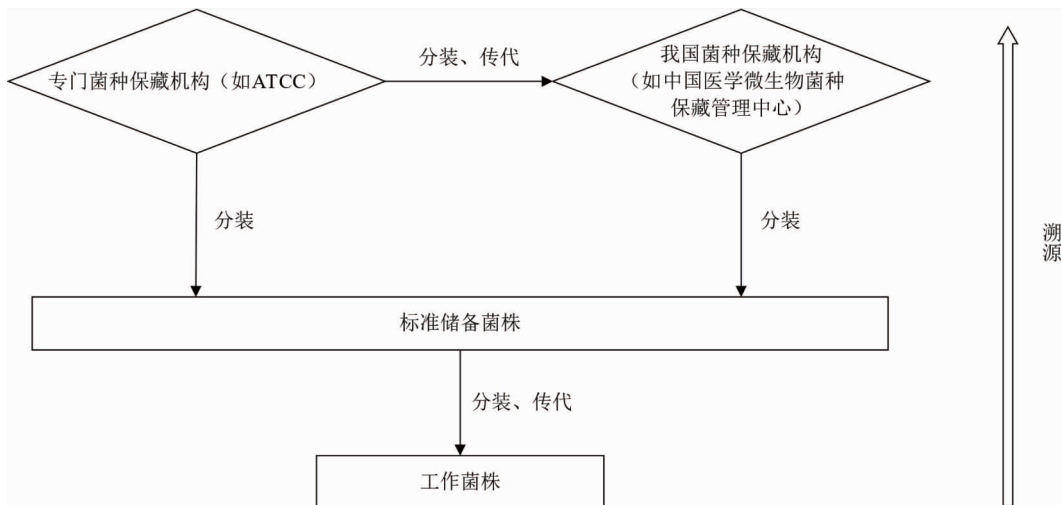 专门菌种保藏机构（如ATCC）
分装、传代
我国菌种保藏机构
（如中国医学微生物菌种
保藏管理中心）
分装
分装
溯源
标准储备菌株
分装、传代
工作菌株